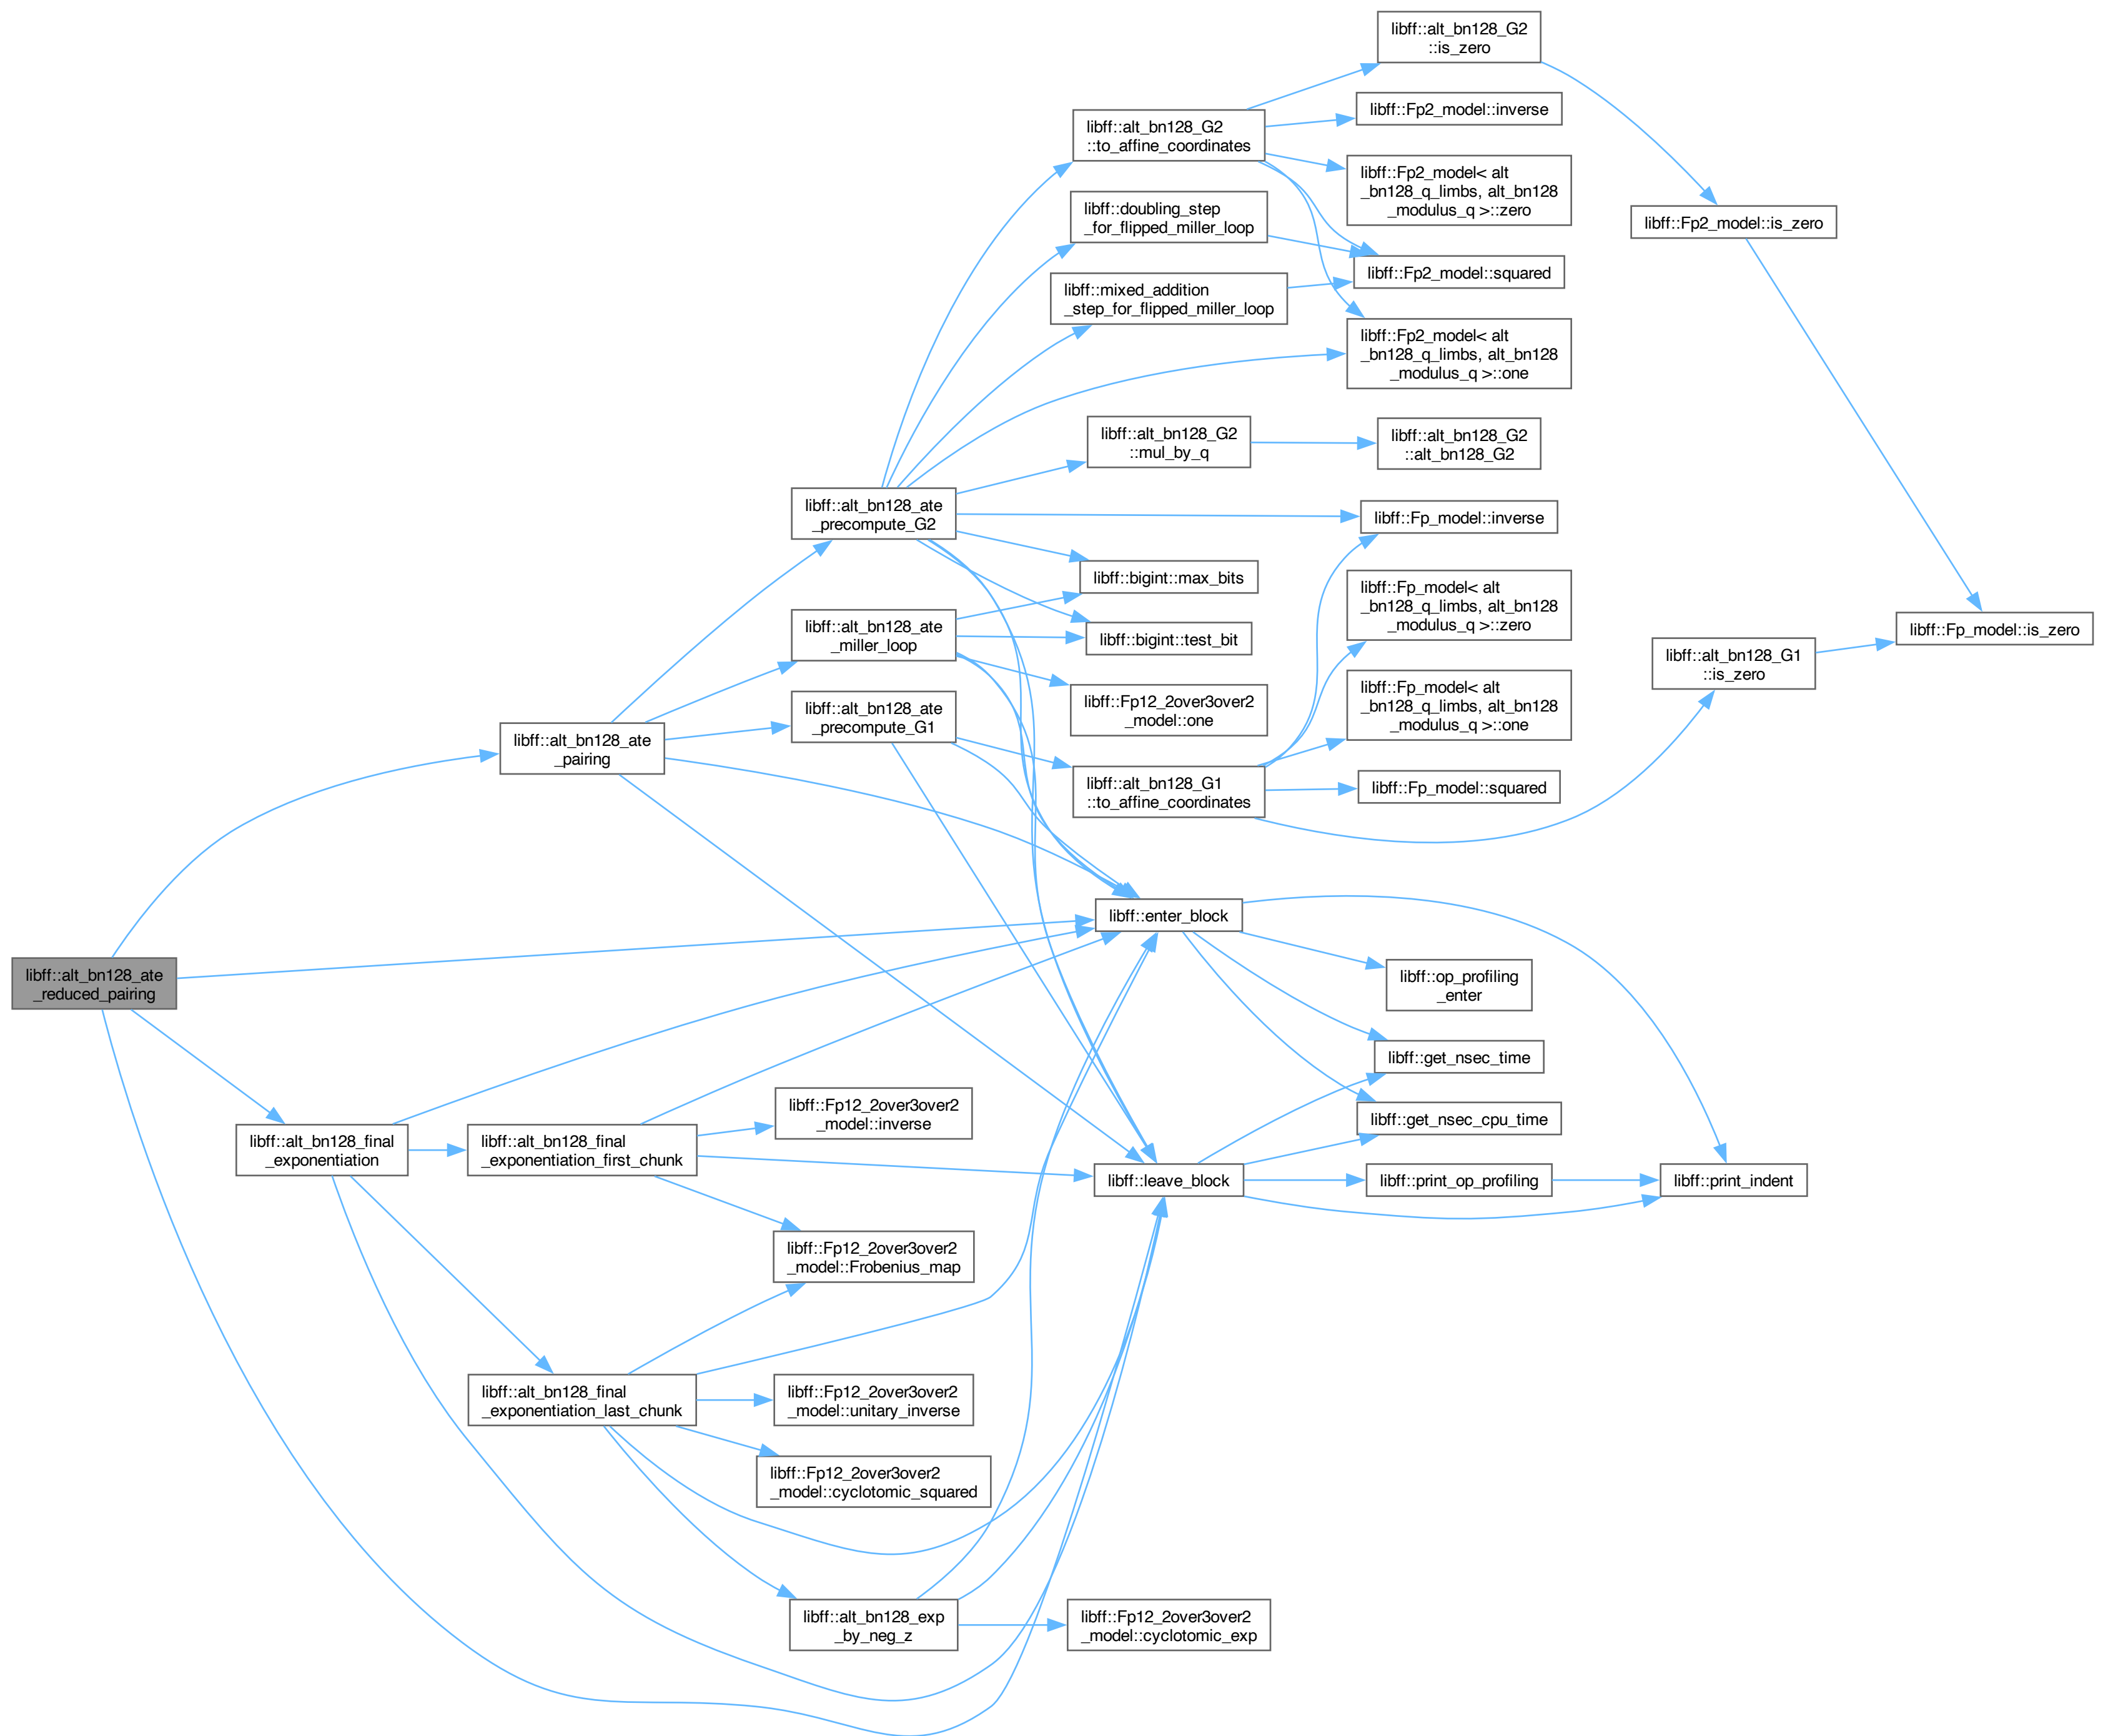 libff::alt_bn128_ate
_reduced_pairing
libff::alt_bn128_ate
_pairing
libff::alt_bn128_final
_exponentiation
libff::alt_bn128_final
_exponentiation_first_chunk
libff::alt_bn128_final
_exponentiation_last_chunk
libff::alt_bn128_ate
_precompute_G2
libff::alt_bn128_ate
_miller_loop
libff::alt_bn128_ate
_precompute_G1
libff::Fp12_2over3over2
_model::inverse
libff::Fp12_2over3over2
_model::Frobenius_map
libff::Fp12_2over3over2
_model::unitary_inverse
libff::Fp12_2over3over2
_model::cyclotomic_squared
libff::alt_bn128_exp
_by_neg_z
libff::alt_bn128_G2
::to_affine_coordinates
libff::doubling_step
_for_flipped_miller_loop
libff::mixed_addition
_step_for_flipped_miller_loop
libff::alt_bn128_G2
::mul_by_q
libff::bigint::max_bits
libff::bigint::test_bit
libff::Fp12_2over3over2
_model::one
libff::alt_bn128_G1
::to_affine_coordinates
libff::enter_block
libff::leave_block
libff::Fp12_2over3over2
_model::cyclotomic_exp
libff::alt_bn128_G2
::is_zero
libff::Fp2_model::inverse
libff::Fp2_model< alt
_bn128_q_limbs, alt_bn128
_modulus_q >::zero
libff::Fp2_model::squared
libff::Fp2_model< alt
_bn128_q_limbs, alt_bn128
_modulus_q >::one
libff::alt_bn128_G2
::alt_bn128_G2
libff::Fp_model::inverse
libff::Fp_model< alt
_bn128_q_limbs, alt_bn128
_modulus_q >::zero
libff::Fp_model< alt
_bn128_q_limbs, alt_bn128
_modulus_q >::one
libff::Fp_model::squared
libff::op_profiling
_enter
libff::get_nsec_time
libff::get_nsec_cpu_time
libff::print_op_profiling
libff::Fp2_model::is_zero
libff::alt_bn128_G1
::is_zero
libff::print_indent
libff::Fp_model::is_zero